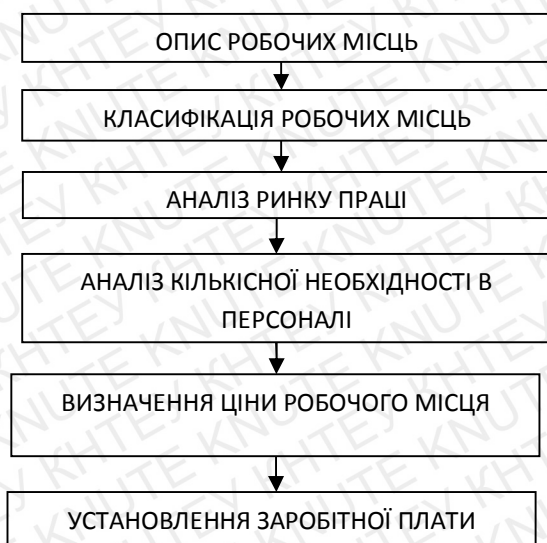 ОПИС РОБОЧИХ МІСЦЬ
КЛАСИФІКАЦІЯ РОБОЧИХ МІСЦЬ
АНАЛІЗ РИНКУ ПРАЦІ
АНАЛІЗ КІЛЬКІСНОЇ НЕОБХІДНОСТІ В
ПЕРСОНАЛІ
ВИЗНАЧЕННЯ ЦІНИ РОБОЧОГО МІСЦЯ
УСТАНОВЛЕННЯ ЗАРОБІТНОЇ ПЛАТИ